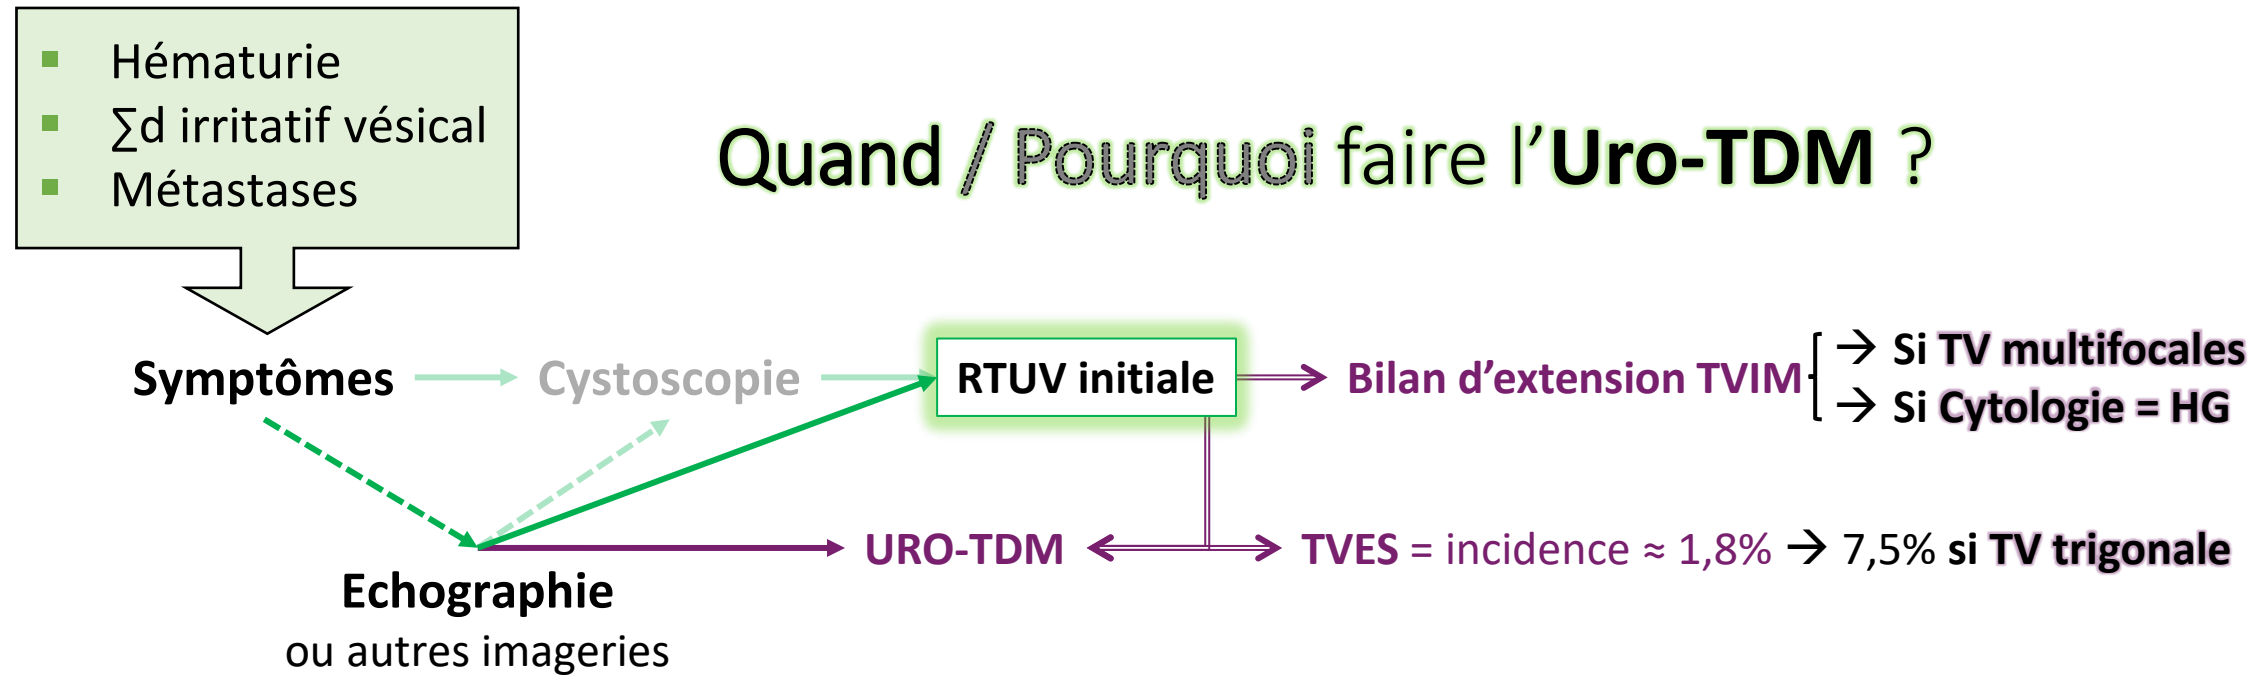 Hématurie
∑d irritatif vésical
Métastases
Quand / Pourquoi faire l’Uro-TDM ?
Symptômes
Cystoscopie
RTUV initiale
Bilan d’extension TVIM
→ Si TV multifocales
→ Si Cytologie = HG
URO-TDM
TVES = incidence ≈ 1,8% → 7,5% si TV trigonale
Echographie
ou autres imageries